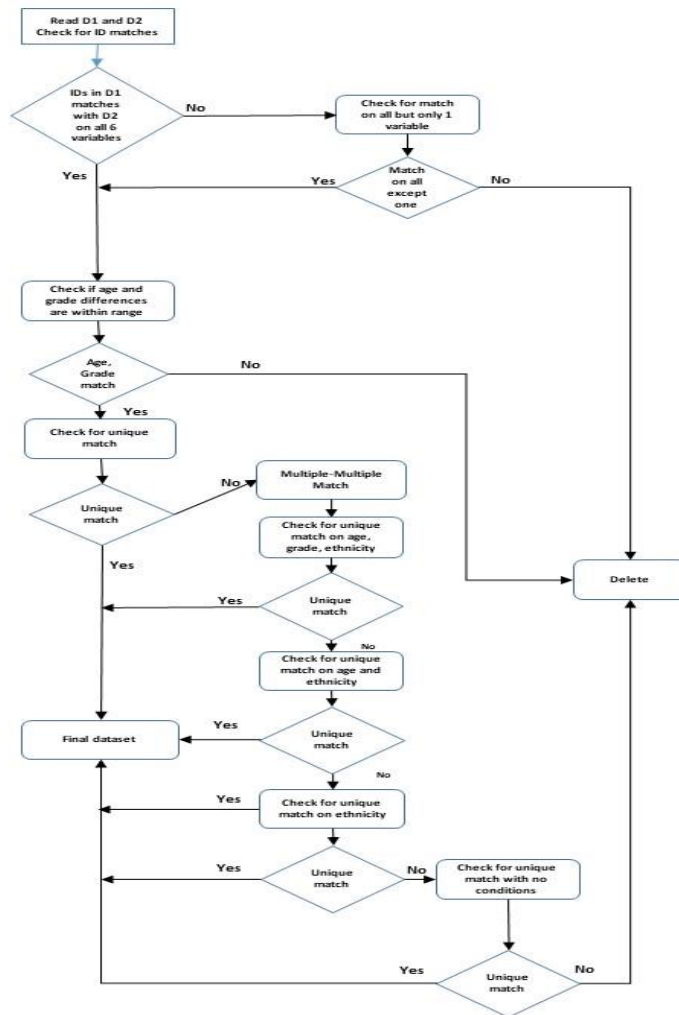 Read D1 and D2
Check for ID matches
IDs in D1
matches
with D2
on all 6
variables
No
Check for match
on all but only 1
variable
Yes
Yes
Match
on all
except
one
No
Check if age and
grade differences
are within range
Age,
Grade
match
No
Yes
Check for unique
match
No
Multiple-Multiple
Match
Unique
match
Check for unique
match on age,
grade, ethnicity
Yes
Delete
Yes
Unique
match
No
Check for unique
match on age and
ethnicity
Final dataset
Yes
Unique
match
No
Yes
Check for unique
match on ethnicity
Yes
Unique
match
No
Check for unique
match with no
conditions
Yes
Unique
match
No